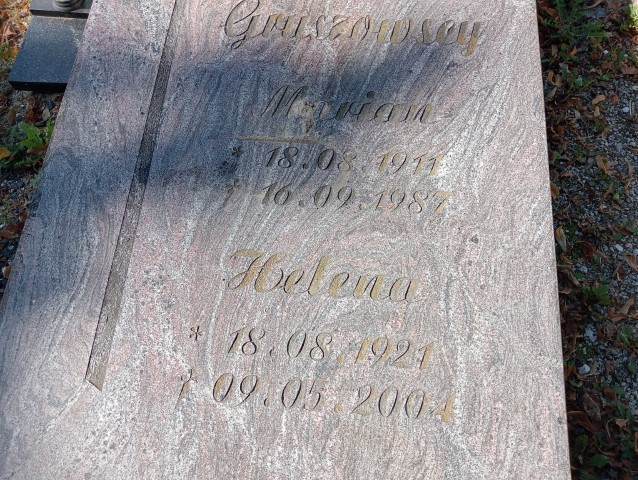 Gruszowscy
Marian
* 18.08.1911
† 16.09.1987
Helena
* 18.08.1921
† 09.05.2004